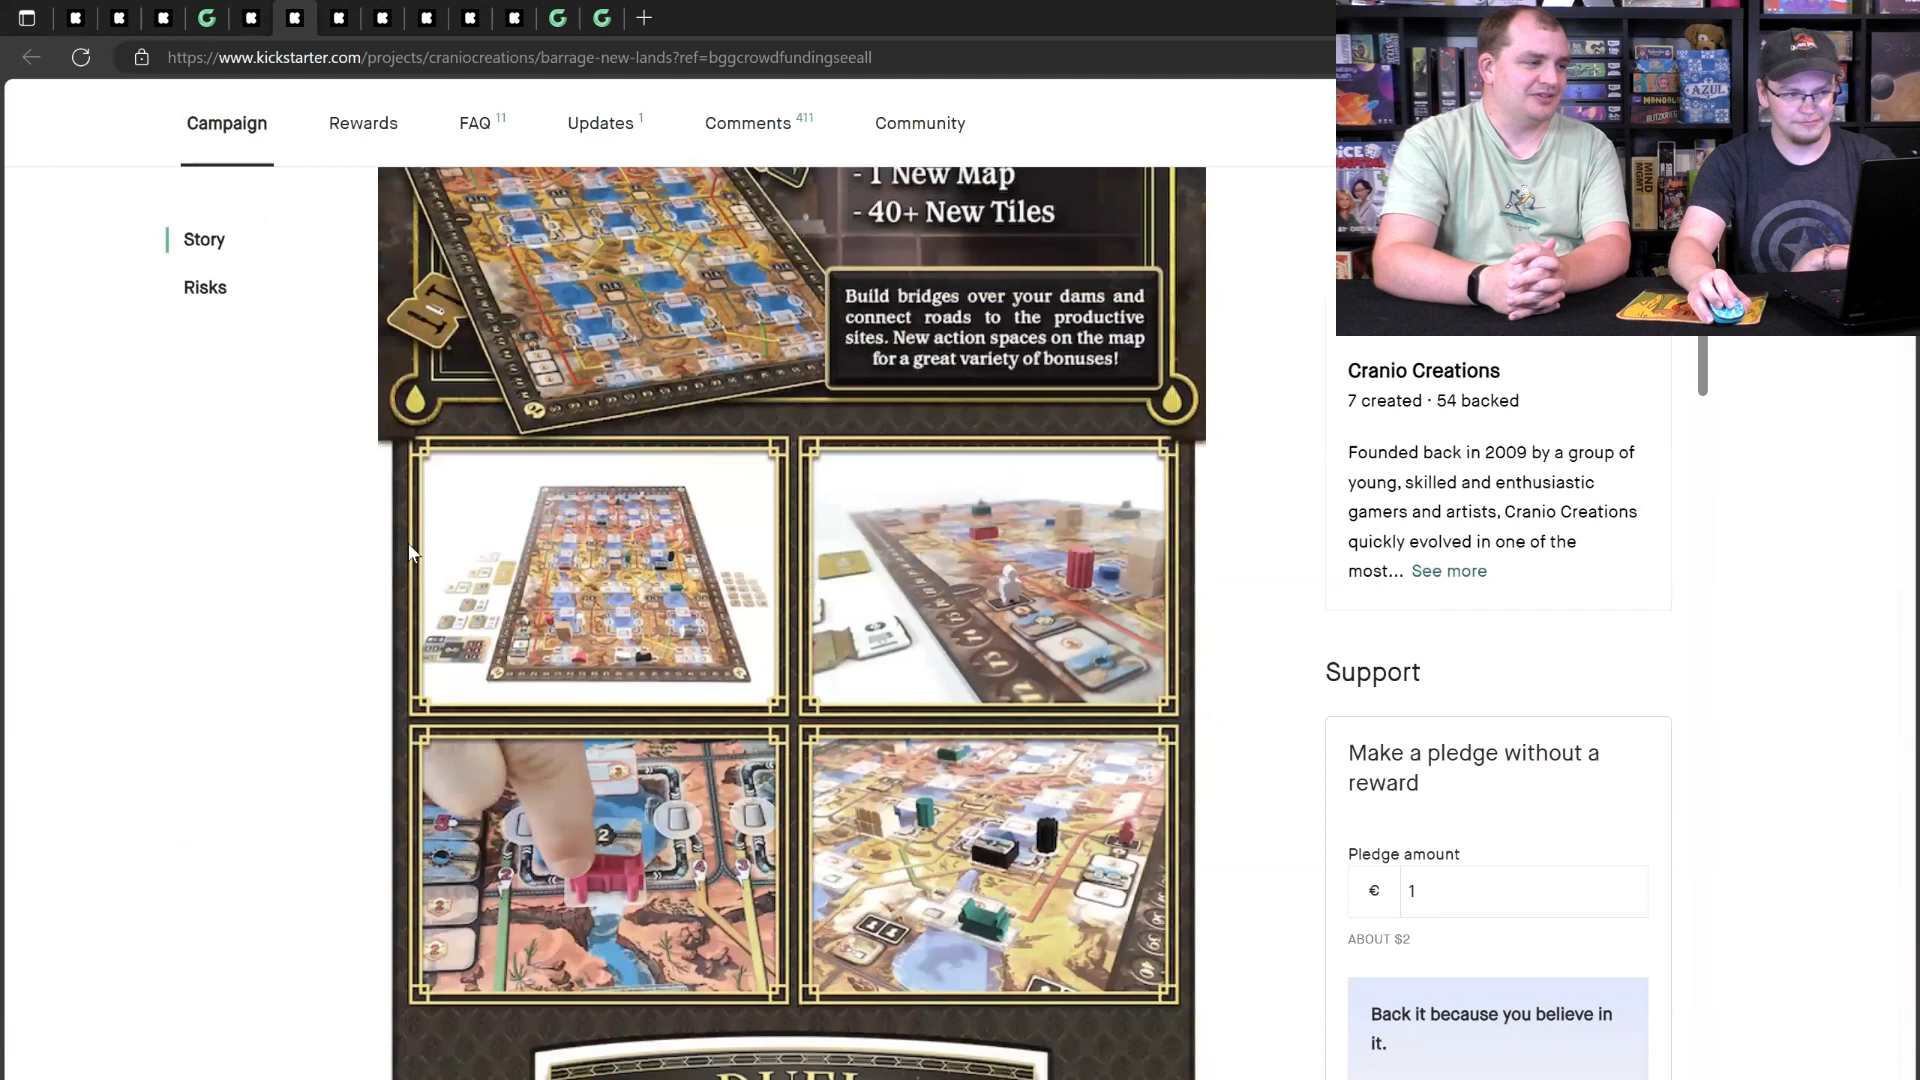 https://www.kickstarter.com/projects/craniocreations/barrage-new-lands?ref=bggcrowdfundingseeall
Campaign
Rewards
FAQ 11
Updates 1
Comments 411
Community
Story
Risks
- 1 New Map
- 40+ New Tiles
Build bridges over your dams and
connect roads to the productive
sites. New action spaces on the map
for a great variety of bonuses!
DUEL
AZUL
MANDALA
BLITZKRIEG
MIND
MGMT
Cranio Creations
7 created · 54 backed
Founded back in 2009 by a group of
young, skilled and enthusiastic
gamers and artists, Cranio Creations
quickly evolved in one of the
most... See more
Support
Make a pledge without a
reward
Pledge amount
€ 1
ABOUT $2
Back it because you believe in
it.